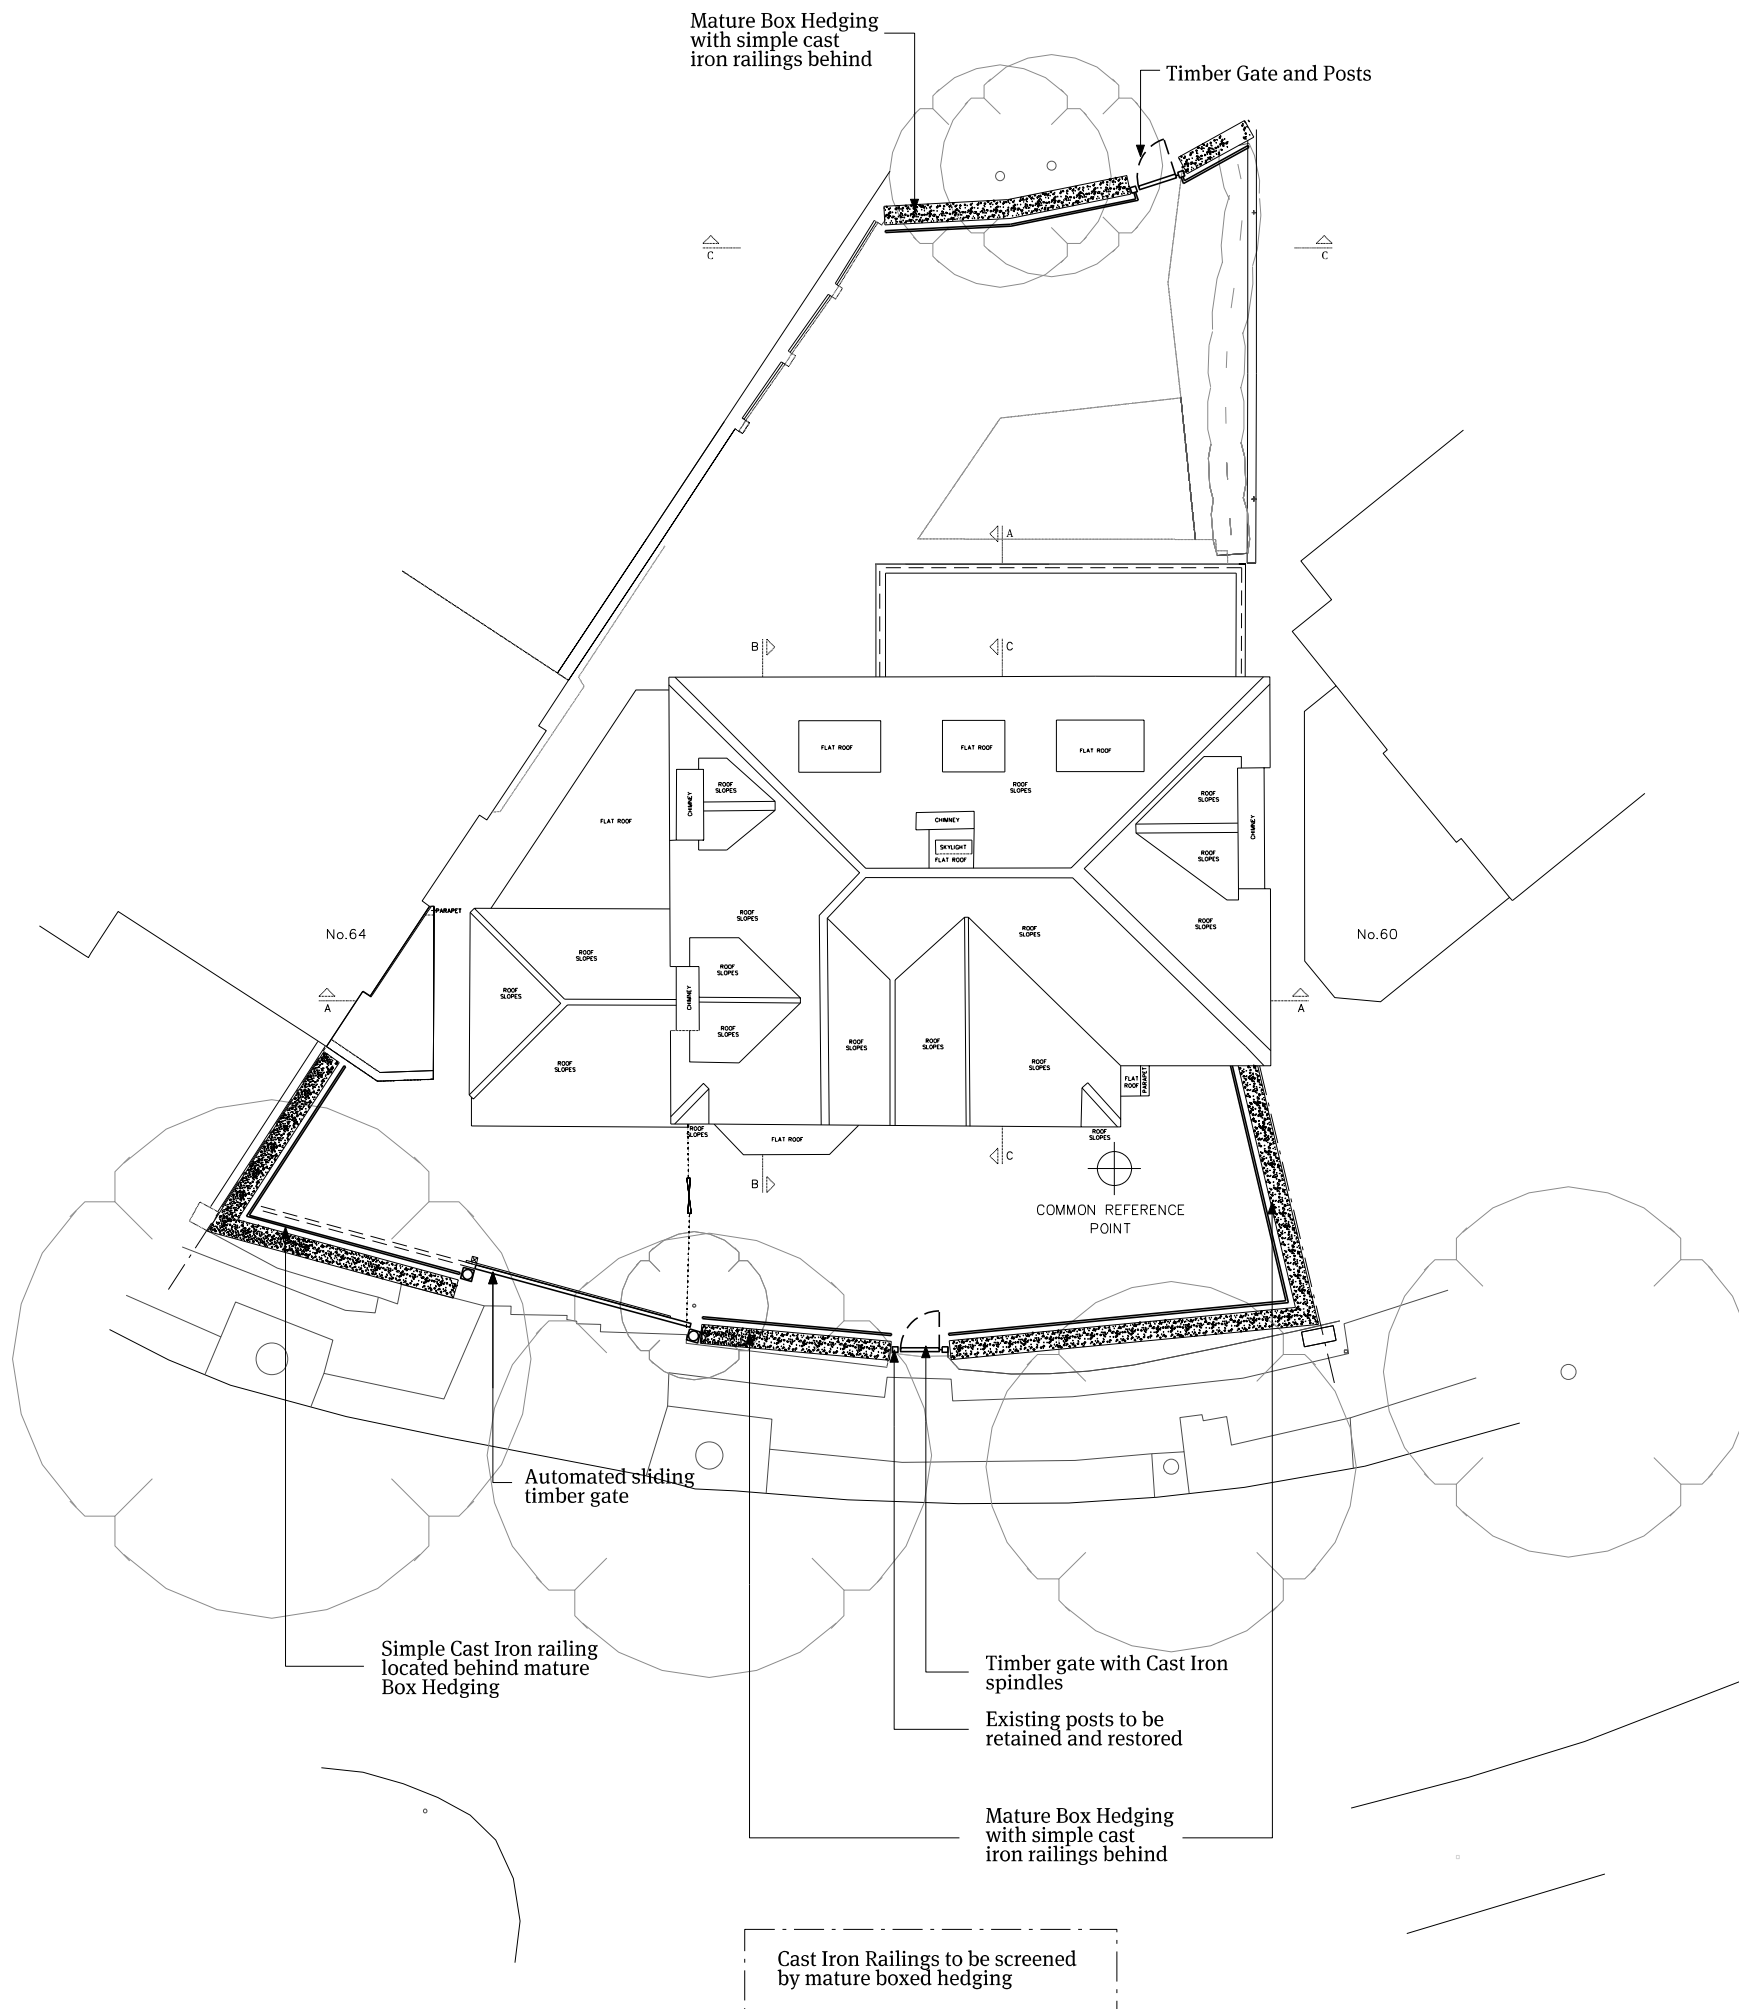 Mature Box Hedging
with simple cast
iron railings behind
Timber Gate and Posts
C
C
A
B
C
FLAT ROOF
FLAT ROOF
FLAT ROOF
ROOF
SLOPES
ROOF
SLOPES
ROOF
SLOPES
CHIMNEY
FLAT ROOF
CHIMNEY
SKYLIGHT
FLAT ROOF
CHIMNEY
ROOF
SLOPES
PARAPET
ROOF
SLOPES
ROOF
SLOPES
ROOF
SLOPES
No.64
No.60
ROOF
SLOPES
ROOF
SLOPES
ROOF
SLOPES
CHIMNEY
A
A
ROOF
SLOPES
ROOF
SLOPES
ROOF
SLOPES
ROOF
SLOPES
ROOF
SLOPES
FLAT
ROOF
PARAPET
ROOF
SLOPES
FLAT ROOF
ROOF
SLOPES
C
B
COMMON REFERENCE
POINT
Automated sliding
timber gate
Simple Cast Iron railing
located behind mature
Box Hedging
Timber gate with Cast Iron
spindles
Existing posts to be
retained and restored
Mature Box Hedging
with simple cast
iron railings behind
Cast Iron Railings to be screened
by mature boxed hedging